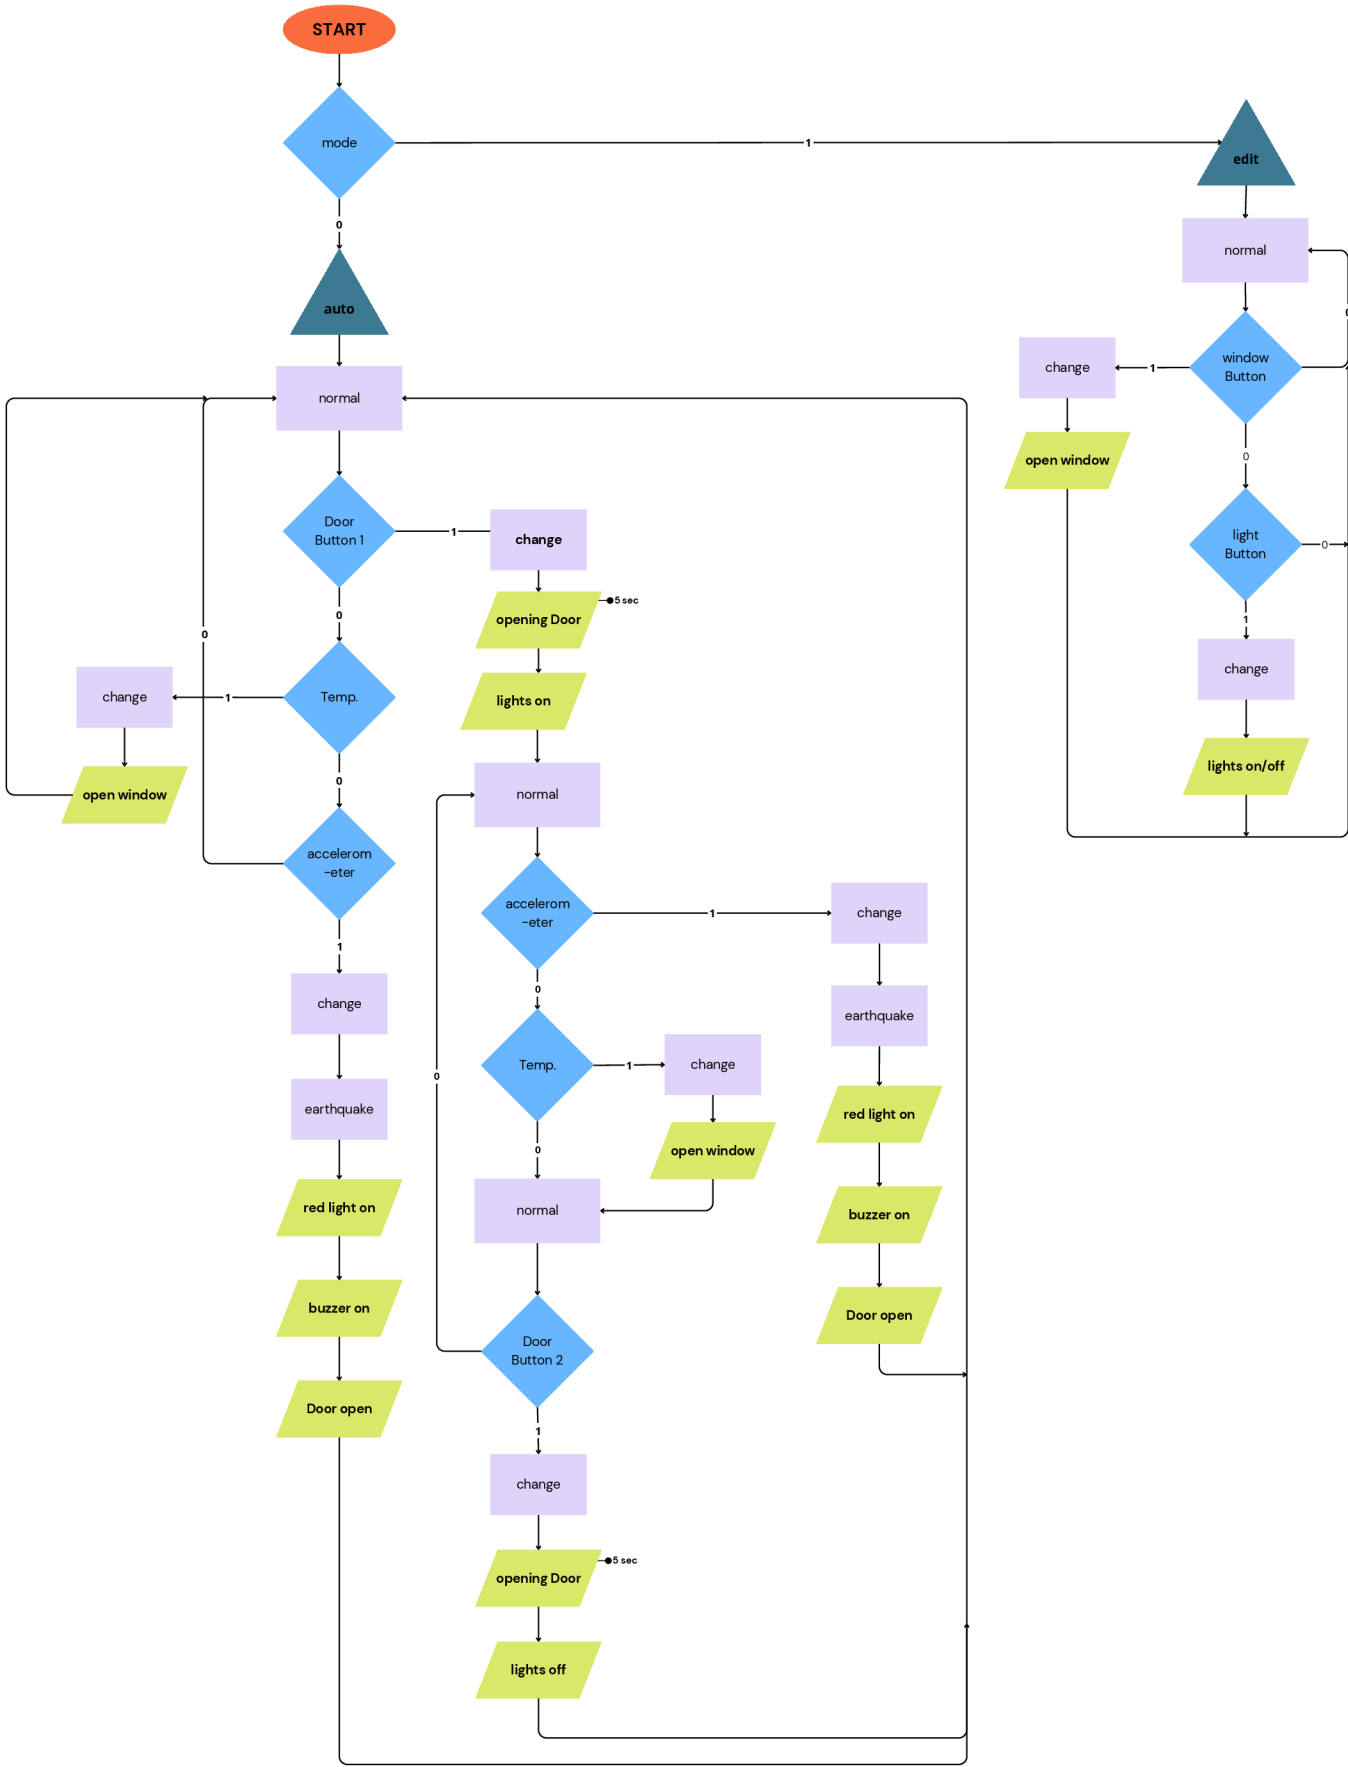 START
mode
1
edit
0
auto
normal
normal
0
window
Button
1
change
0
open window
light
Button
0
1
change
lights on/off
Door
Button 1
1
change
0
opening Door
5 sec
lights on
0
Temp.
1
change
open window
0
accelerom
-eter
1
change
earthquake
red light on
buzzer on
Door open
normal
accelerom
-eter
1
change
earthquake
red light on
buzzer on
Door open
0
Temp.
1
change
open window
0
0
normal
Door
Button 2
1
change
opening Door
5 sec
lights off